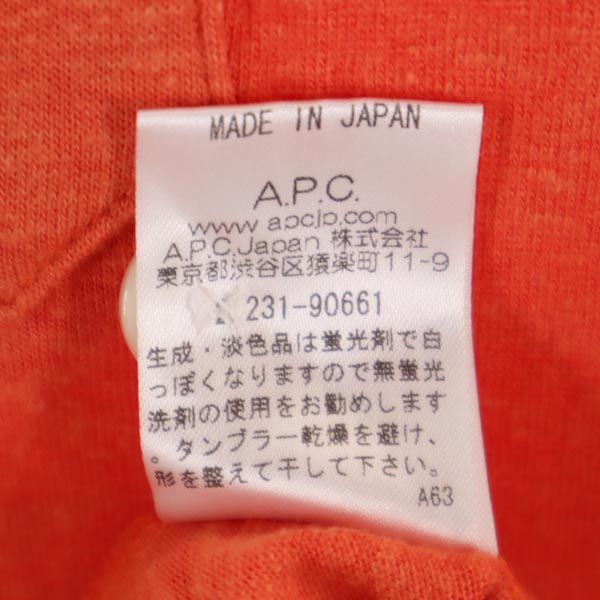 MADE IN JAPAN
A.P.C.
www.apcjp.com
A.P.C.Japan 株式会社
東京都渋谷区猿楽町11-9
231-90661
生成・淡色品は蛍光剤で白
っぽくなりますので無蛍光
洗剤の使用をお勧めします
。タンブラー乾燥を避け、
形を整えて干して下さい。
A63